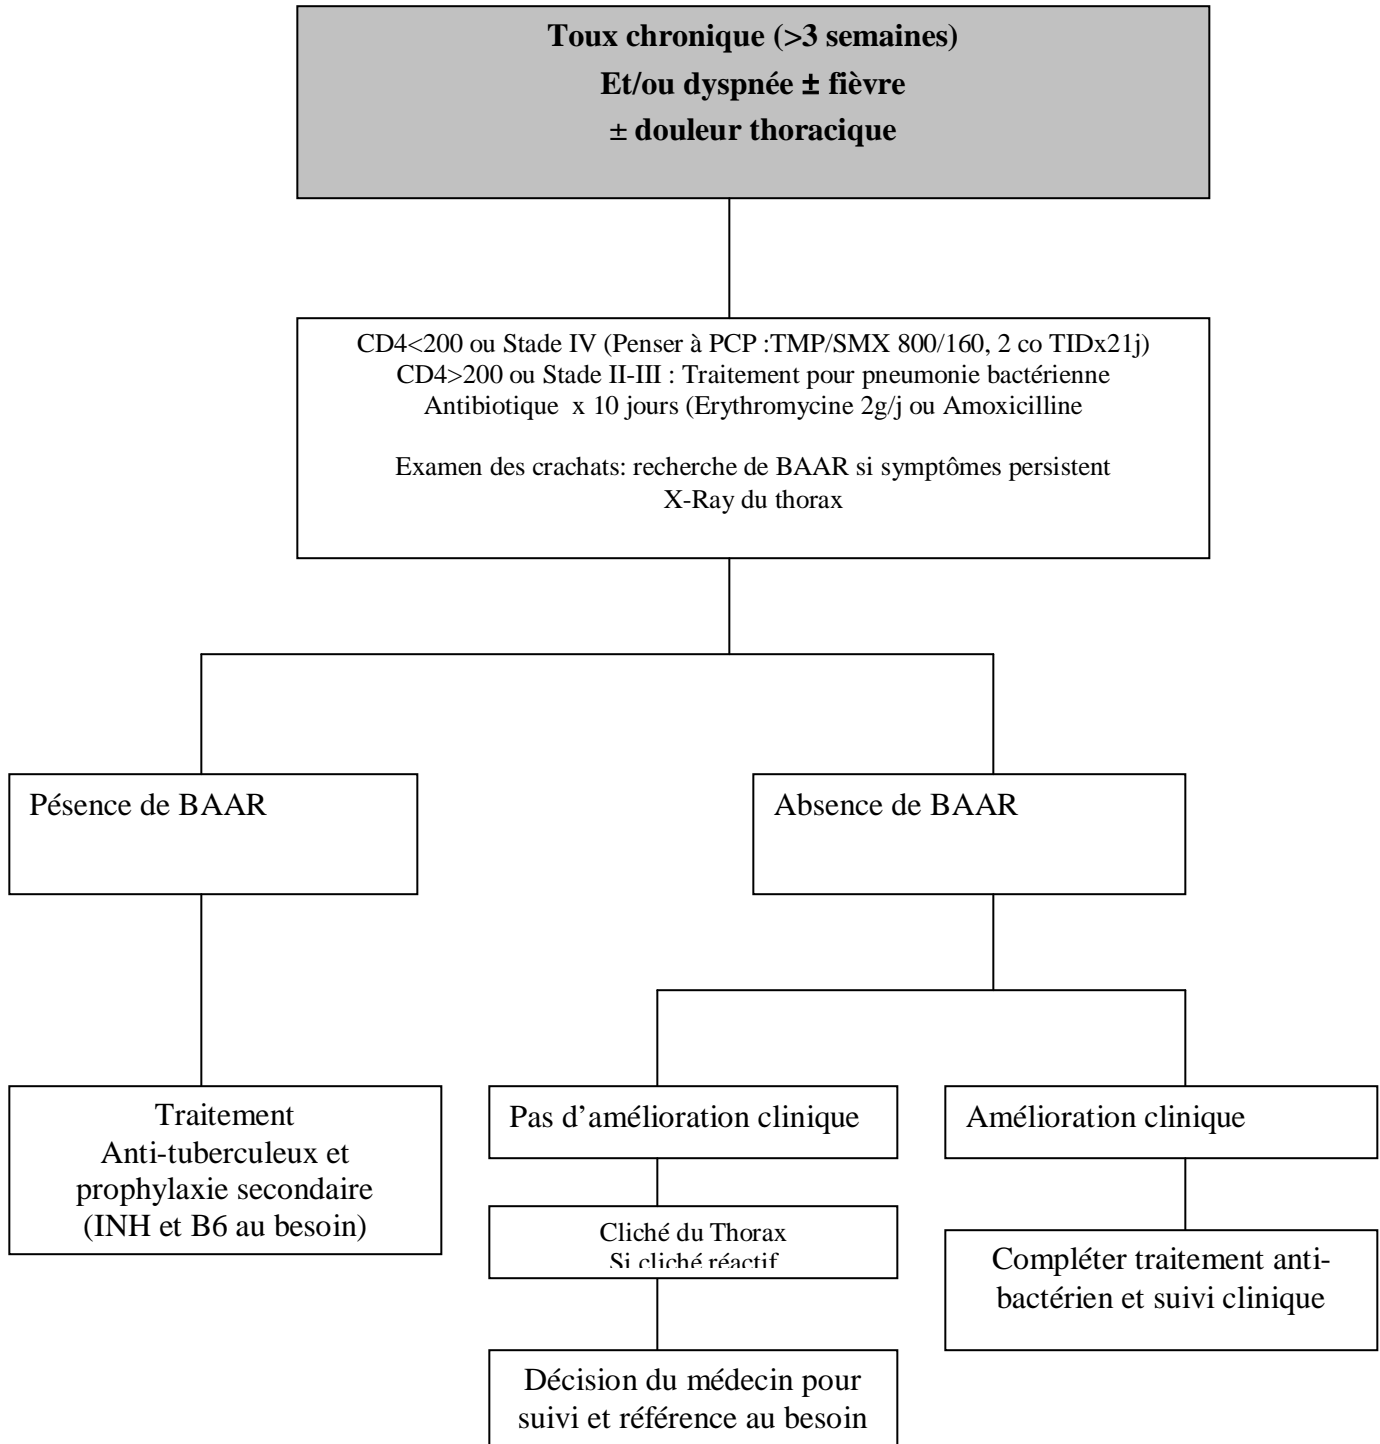 Toux chronique (>3 semaines)
Et/ou dyspnée ± fièvre
± douleur thoracique
CD4<200 ou Stade IV (Penser à PCP :TMP/SMX 800/160, 2 co TIDx21j)
CD4>200 ou Stade II-III : Traitement pour pneumonie bactérienne
Antibiotique x 10 jours (Erythromycine 2g/j ou Amoxicilline
Examen des crachats: recherche de BAAR si symptômes persistent
X-Ray du thorax
Pésence de BAAR
Absence de BAAR
Traitement
Anti-tuberculeux et
prophylaxie secondaire
(INH et B6 au besoin)
Pas d’amélioration clinique
Cliché du Thorax
Si cliché réactif
Décision du médecin pour
suivi et référence au besoin
Amélioration clinique
Compléter traitement anti-
bactérien et suivi clinique